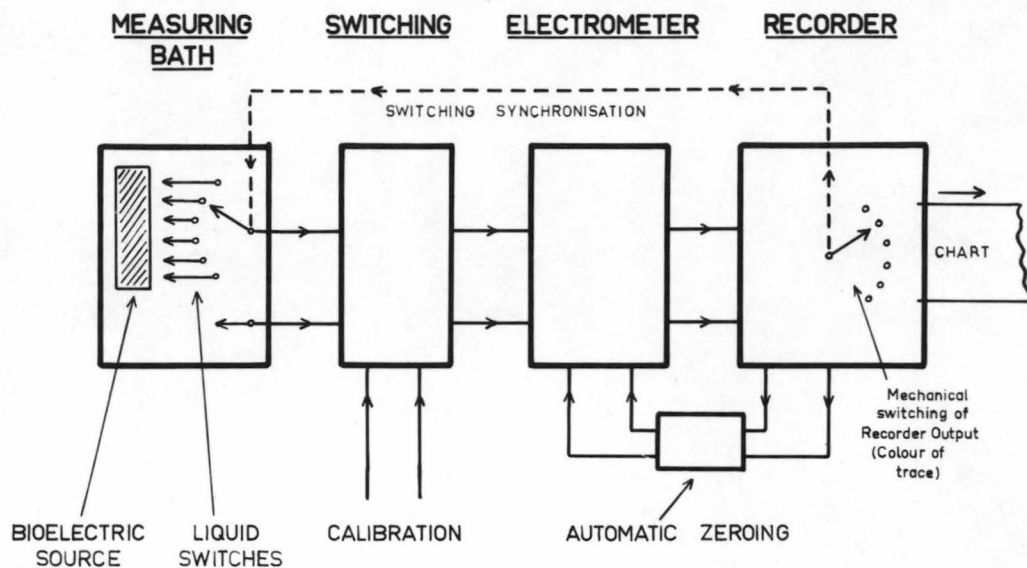 MEASURING BATH
SWITCHING
ELECTROMETER
RECORDER
SWITCHING SYNCHRONISATION
CHART
Mechanical
switching of
Recorder Output
(Colour of
trace)
BIOELECTRIC
SOURCE
LIQUID
SWITCHES
CALIBRATION
AUTOMATIC ZEROING